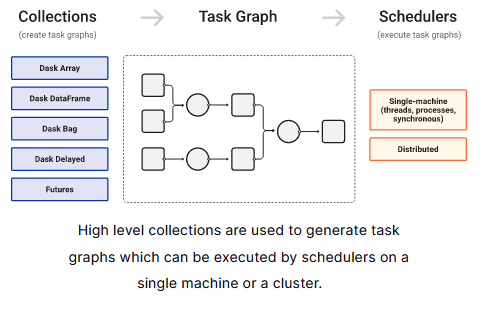 Collections
(create task graphs)
Task Graph
Schedulers
(execute task graphs)
Dask Array
Dask DataFrame
Dask Bag
Dask Delayed
Futures
Single-machine
(threads, processes,
synchronous)
Distributed
High level collections are used to generate task
graphs which can be executed by schedulers on a
single machine or a cluster.